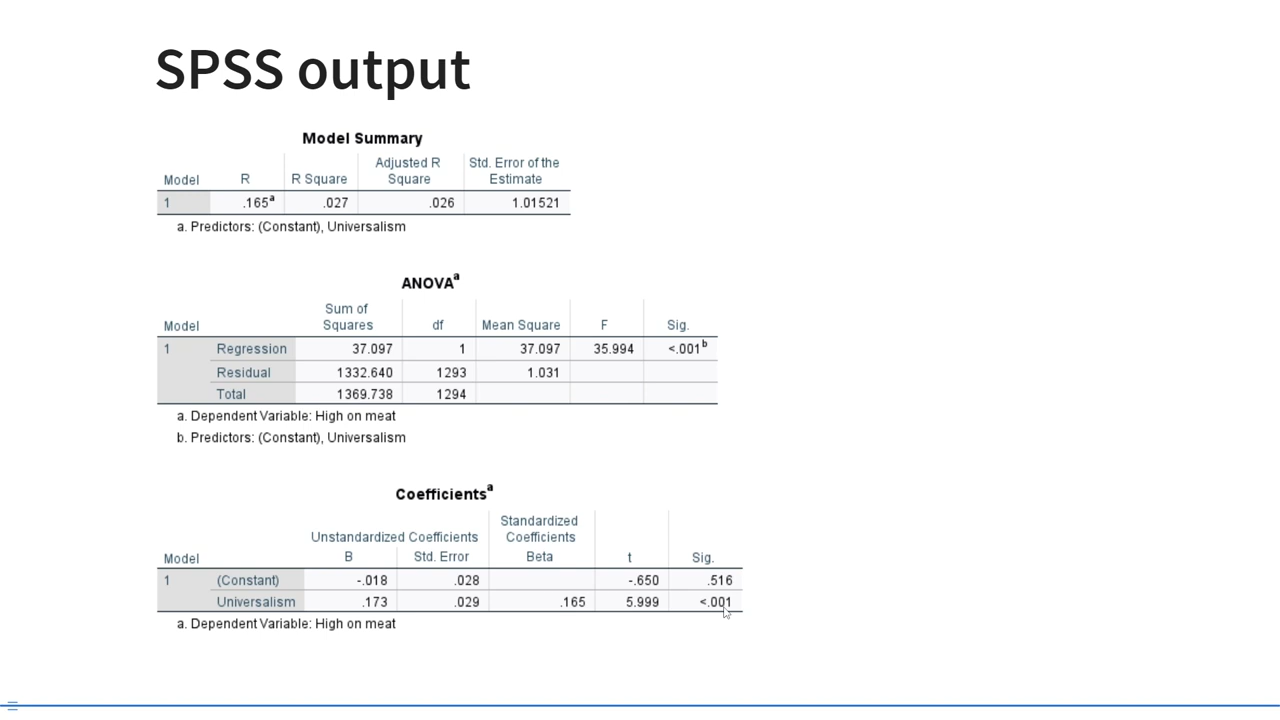 SPSS output
Model Summary
Model R R Square Adjusted R Square Std. Error of the Estimate
1 .165a .027 .026 1.01521
a. Predictors: (Constant), Universalism
ANOVAa
Model Sum of Squares df Mean Square F Sig.
1 Regression 37.097 1 37.097 35.994 <.001b
Residual 1332.640 1293 1.031
Total 1369.738 1294
a. Dependent Variable: High on meat
b. Predictors: (Constant), Universalism
Coefficientsa
Unstandardized Coefficients Standardized Coefficients
Model B Std. Error Beta t Sig.
1 (Constant) -.018 .028 -.650 .516
Universalism .173 .029 .165 5.999 <.001
a. Dependent Variable: High on meat